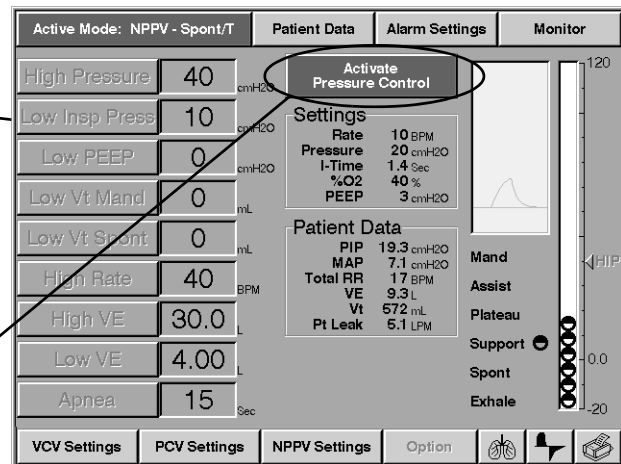 Active Mode: NPPV - Spont/T
Patient Data
Alarm Settings
Monitor
High Pressure 40 cmH2O
Low Insp Press 10 cmH2O
Low PEEP 0 cmH2O
Low Vt Mand 0 mL
Low Vt Spont 0 mL
High Rate 40 BPM
High VE 30.0 L
Low VE 4.00 L
Apnea 15 Sec
Activate
Pressure Control
Settings
Rate 10 BPM
Pressure 20 cmH2O
I-Time 1.4 Sec
%O2 40 %
PEEP 3 cmH2O
Patient Data
PIP 19.3 cmH2O
MAP 7.1 cmH2O
Total RR 17 BPM
VE 9.3 L
Vt 572 mL
Pt Leak 5.1 LPM
Mand
Assist
Plateau
Support
Spont
Exhale
120
HIP
0.0
-20
VCV Settings
PCV Settings
NPPV Settings
Option